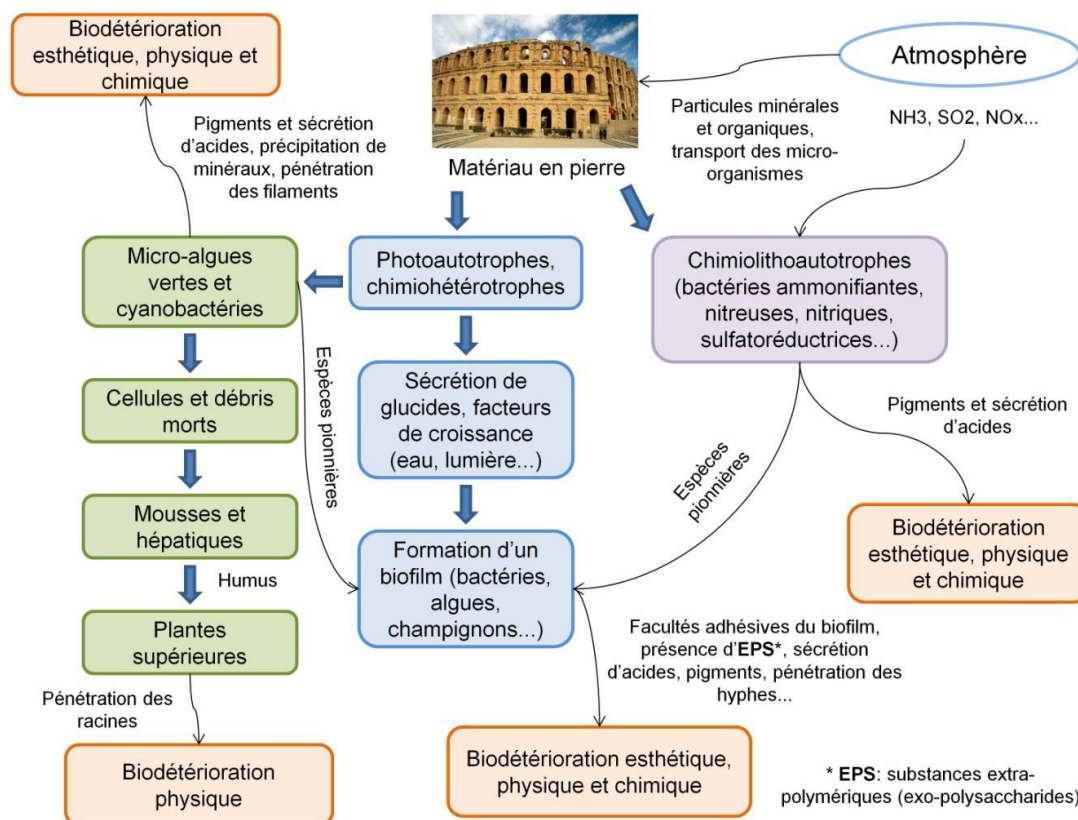 Biodétérioration
esthétique, physique et
chimique
Atmosphère
NH3, SO2, NOx...
Particules minérales
et organiques,
transport des micro-
organismes
Matériau en pierre
Pigments et sécrétion
d'acides, précipitation de
minéraux, pénétration
des filaments
Micro-algues
vertes et
cyanobactéries
Photoautotrophes,
chimiohétérotrophes
Chimiolithoautotrophes
(bactéries ammonifiantes,
nitreuses, nitriques,
sulfatoréductrices...)
Espèces pionnières
Cellules et débris
morts
Sécrétion de
glucides, facteurs
de croissance
(eau, lumière...)
Espèces
pionnières
Pigments et sécrétion
d'acides
Mousses et
hépatiques
Humus
Formation d'un
biofilm (bactéries,
algues,
champignons...)
Biodétérioration
esthétique, physique
et chimique
Plantes
supérieures
Facultés adhésives du biofilm,
présence d'EPS*, sécrétion
d'acides, pigments, pénétration des
hyphes...
Pénétration des
racines
Biodétérioration
physique
Biodétérioration esthétique,
physique et chimique
* EPS: substances extra-
polymériques (exo-polysaccharides)